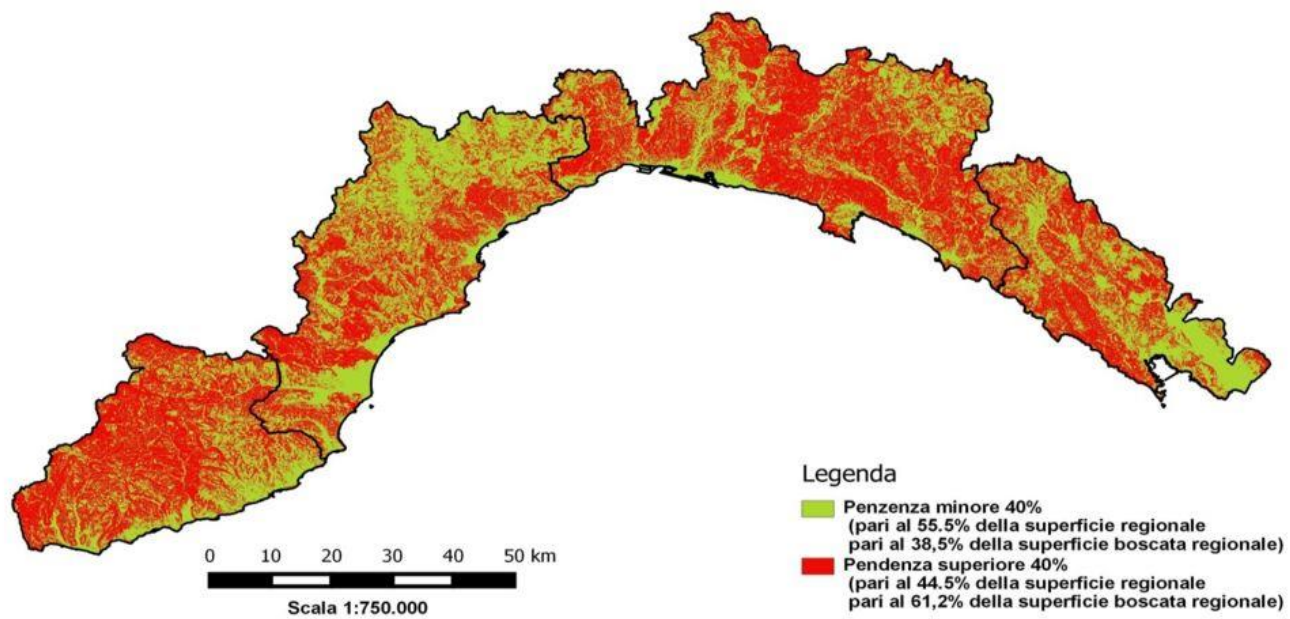 Legenda
Penzenza minore 40%
(pari al 55.5% della superficie regionale
pari al 38,5% della superficie boscata regionale)
Pendenza superiore 40%
(pari al 44.5% della superficie regionale
pari al 61,2% della superficie boscata regionale)
0 10 20 30 40 50 km
Scala 1:750.000